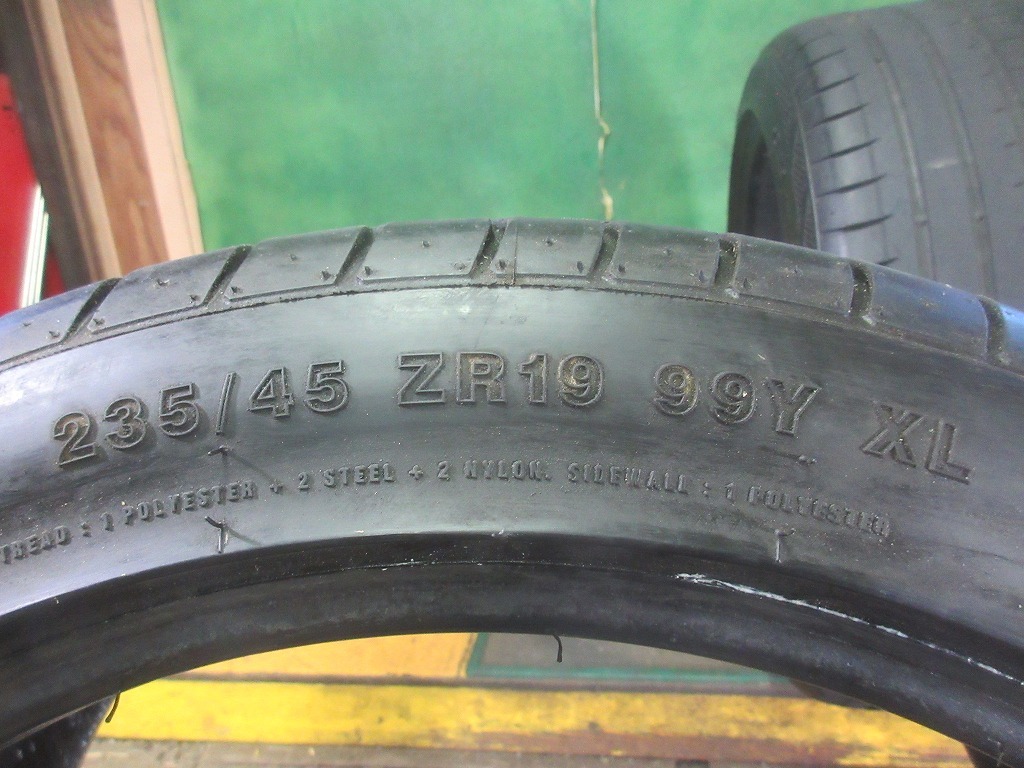 235/45 ZR19 99Y XL
TREAD : 1 POLYESTER + 2 STEEL + 2 NYLON. SIDEWALL : 1 POLYESTER